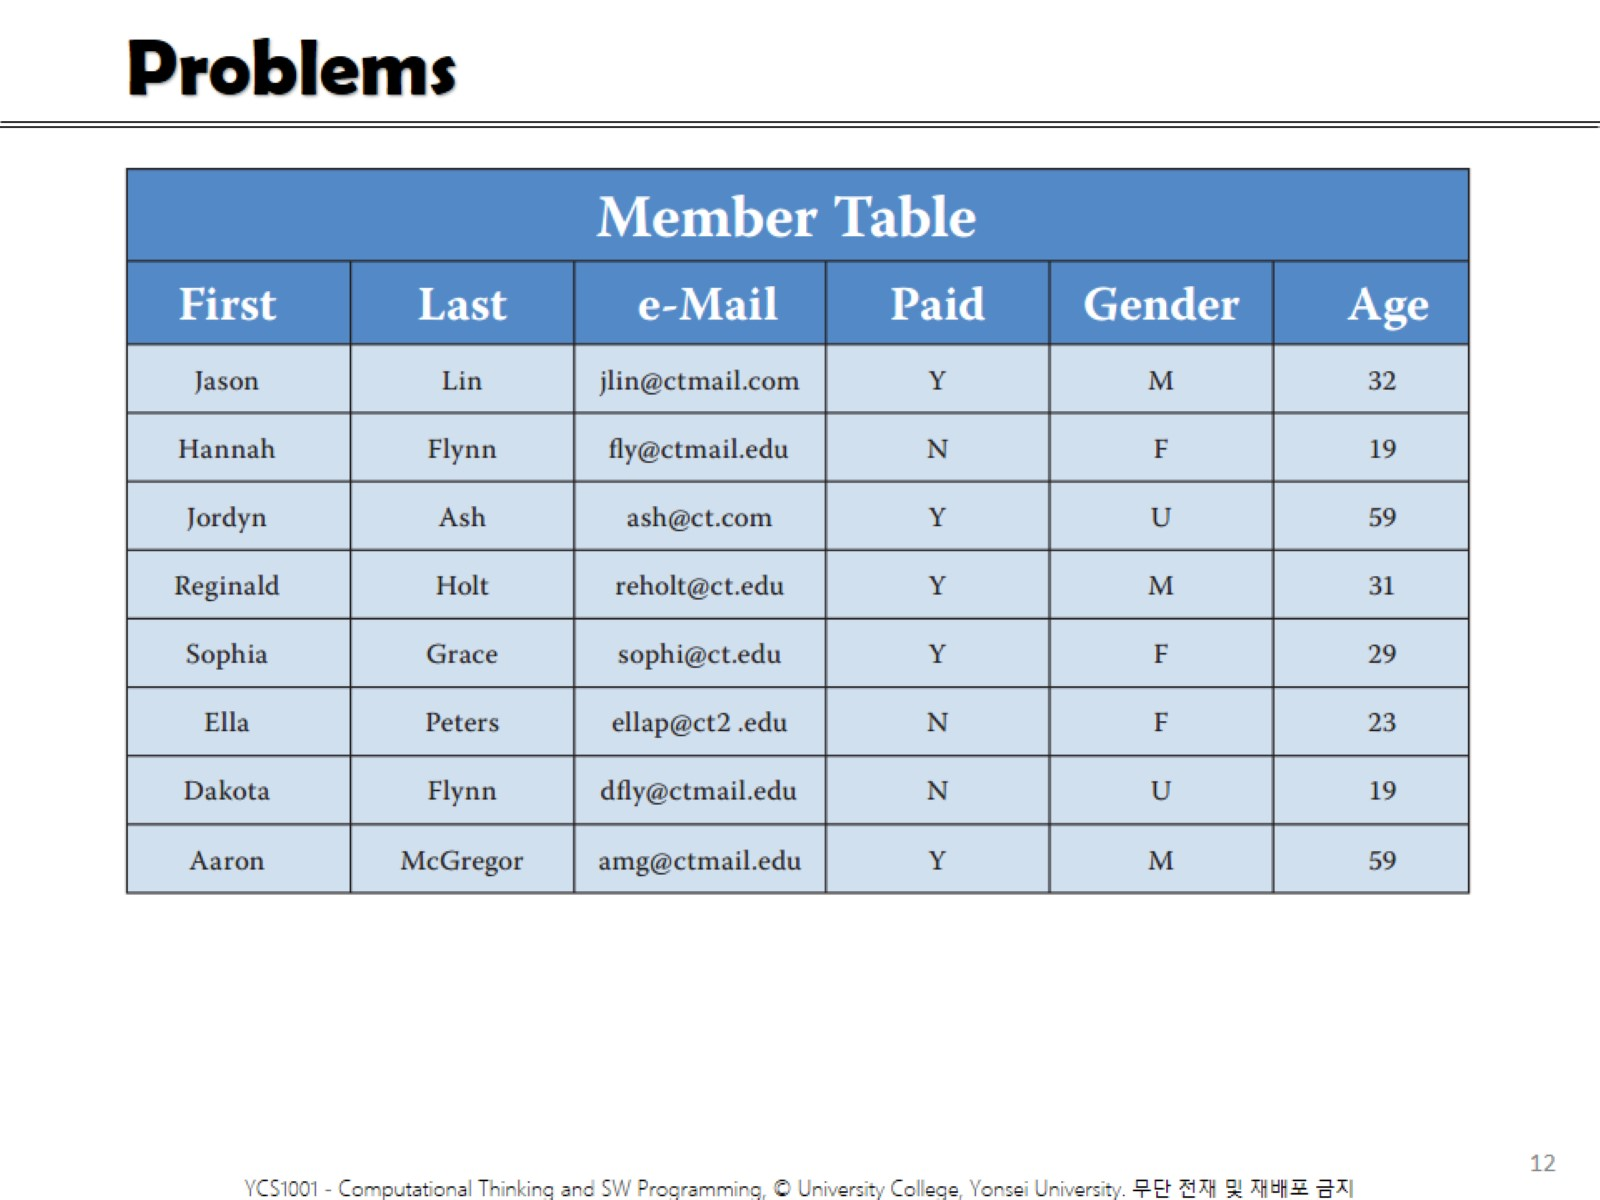 Problems
Member Table
First Last e-Mail Paid Gender Age
Jason Lin jlin@ctmail.com Y M 32
Hannah Flynn fly@ctmail.edu N F 19
Jordyn Ash ash@ct.com Y U 59
Reginald Holt reholt@ct.edu Y M 31
Sophia Grace sophi@ct.edu Y F 29
Ella Peters ellap@ct2 .edu N F 23
Dakota Flynn dfly@ctmail.edu N U 19
Aaron McGregor amg@ctmail.edu Y M 59
12
YCS1001 - Computational Thinking and SW Programming, © University College, Yonsei University. 무단 전재 및 재배포 금지